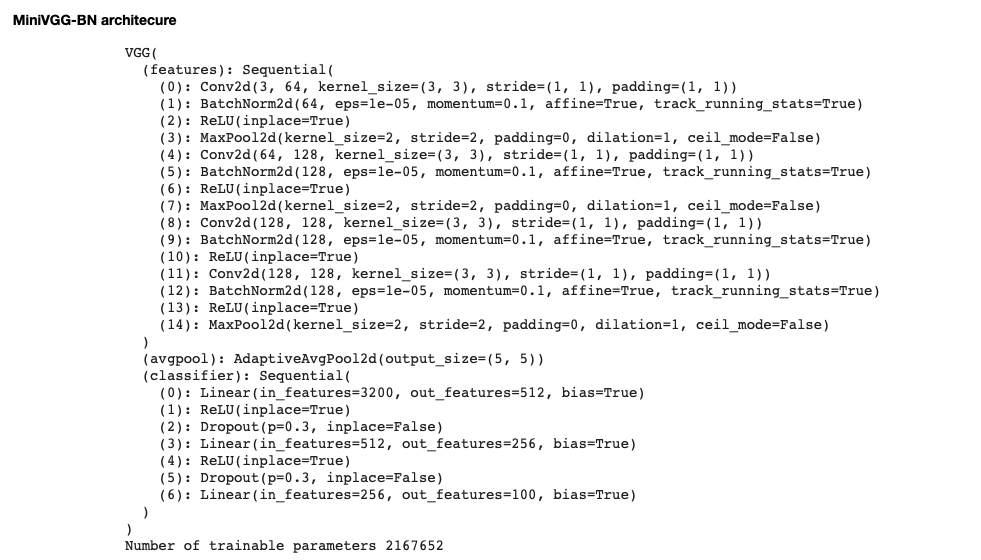 MiniVGG-BN architecure
VGG(
(features): Sequential(
(0): Conv2d(3, 64, kernel_size=(3, 3), stride=(1, 1), padding=(1, 1))
(1): BatchNorm2d(64, eps=1e-05, momentum=0.1, affine=True, track_running_stats=True)
(2): ReLU(inplace=True)
(3): MaxPool2d(kernel_size=2, stride=2, padding=0, dilation=1, ceil_mode=False)
(4): Conv2d(64, 128, kernel_size=(3, 3), stride=(1, 1), padding=(1, 1))
(5): BatchNorm2d(128, eps=1e-05, momentum=0.1, affine=True, track_running_stats=True)
(6): ReLU(inplace=True)
(7): MaxPool2d(kernel_size=2, stride=2, padding=0, dilation=1, ceil_mode=False)
(8): Conv2d(128, 128, kernel_size=(3, 3), stride=(1, 1), padding=(1, 1))
(9): BatchNorm2d(128, eps=1e-05, momentum=0.1, affine=True, track_running_stats=True)
(10): ReLU(inplace=True)
(11): Conv2d(128, 128, kernel_size=(3, 3), stride=(1, 1), padding=(1, 1))
(12): BatchNorm2d(128, eps=1e-05, momentum=0.1, affine=True, track_running_stats=True)
(13): ReLU(inplace=True)
(14): MaxPool2d(kernel_size=2, stride=2, padding=0, dilation=1, ceil_mode=False)
)
(avgpool): AdaptiveAvgPool2d(output_size=(5, 5))
(classifier): Sequential(
(0): Linear(in_features=3200, out_features=512, bias=True)
(1): ReLU(inplace=True)
(2): Dropout(p=0.3, inplace=False)
(3): Linear(in_features=512, out_features=256, bias=True)
(4): ReLU(inplace=True)
(5): Dropout(p=0.3, inplace=False)
(6): Linear(in_features=256, out_features=100, bias=True)
)
)
Number of trainable parameters 2167652